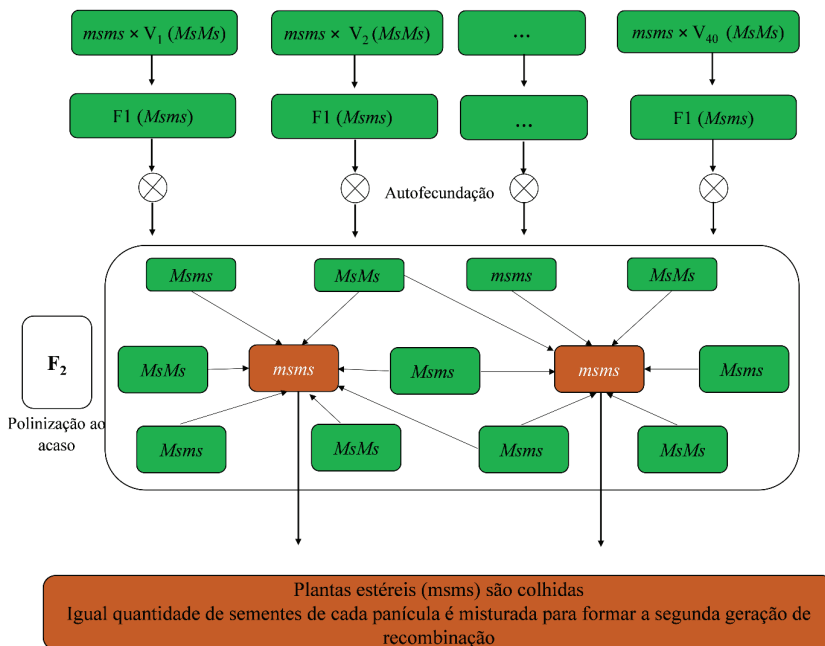 msms × V1 (MsMs)
msms × V2 (MsMs)
...
msms × V40 (MsMs)
F1 (Msms)
F1 (Msms)
...
F1 (Msms)
Autofecundação
Msms
MsMs
msms
MsMs
F2
MsMs
msms
Msms
msms
Msms
Polinização ao
acaso
Msms
MsMs
Msms
MsMs
Plantas estéreis (msms) são colhidas
Igual quantidade de sementes de cada panícula é misturada para formar a segunda geração de
recombinação